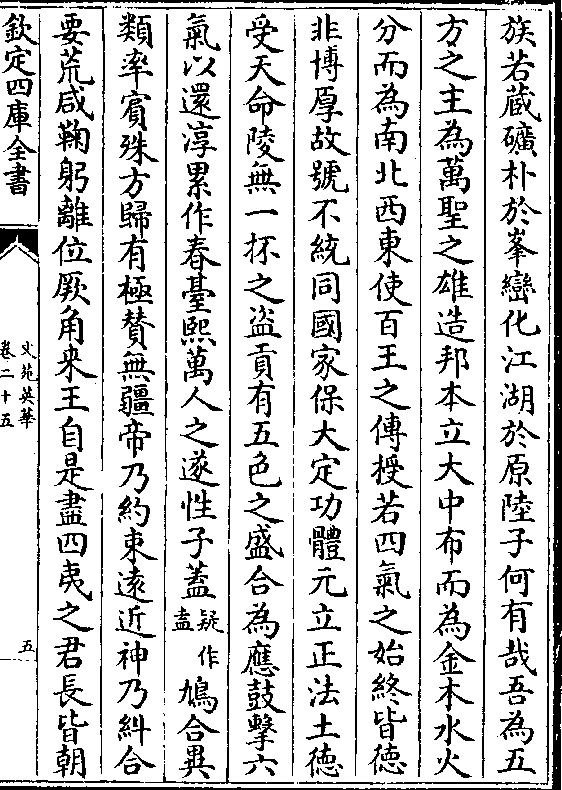 族若蔵礦朴於峯巒化江湖於原陸子何有哉吾為五
方之主為萬聖之雄造邦本立大中布而為金木水火
分而為南北西東使百王之傳授若四氣之始終皆徳
非博厚故號不統同國家保大定功體元立正法土徳
受天命陵無一抔之盗貢有五色之盛合為應鼓擊六
氣以還淳累作春臺熙萬人之遂性子蓋疑作盍鳩合異
類率賓殊方歸有極賛無疆帝乃約束逺近神乃糾合
要荒咸鞠躬離位厥角来王自是盡四夷之君長皆朝
欽定四庫全書
文苑英華
卷二十五
五